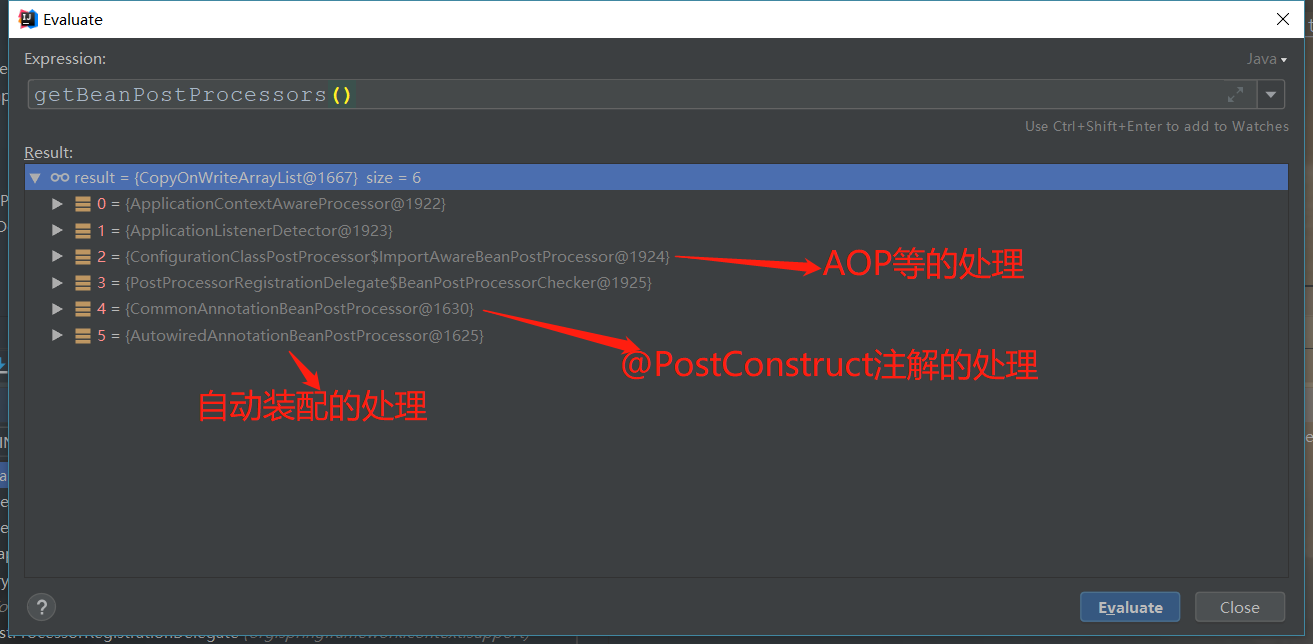 Evaluate
Expression:
Java
getBeanPostProcessors()
Use Ctrl+Shift+Enter to add to Watches
Result:
result = {CopyOnWriteArrayList@1667} size = 6
0 = {ApplicationContextAwareProcessor@1922}
1 = {ApplicationListenerDetector@1923}
2 = {ConfigurationClassPostProcessor$ImportAwareBeanPostProcessor@1924}
AOP等的处理
3 = {PostProcessorRegistrationDelegate$BeanPostProcessorChecker@1925}
4 = {CommonAnnotationBeanPostProcessor@1630}
5 = {AutowiredAnnotationBeanPostProcessor@1625}
@PostConstruct注解的处理
自动装配的处理
?
Evaluate
Close